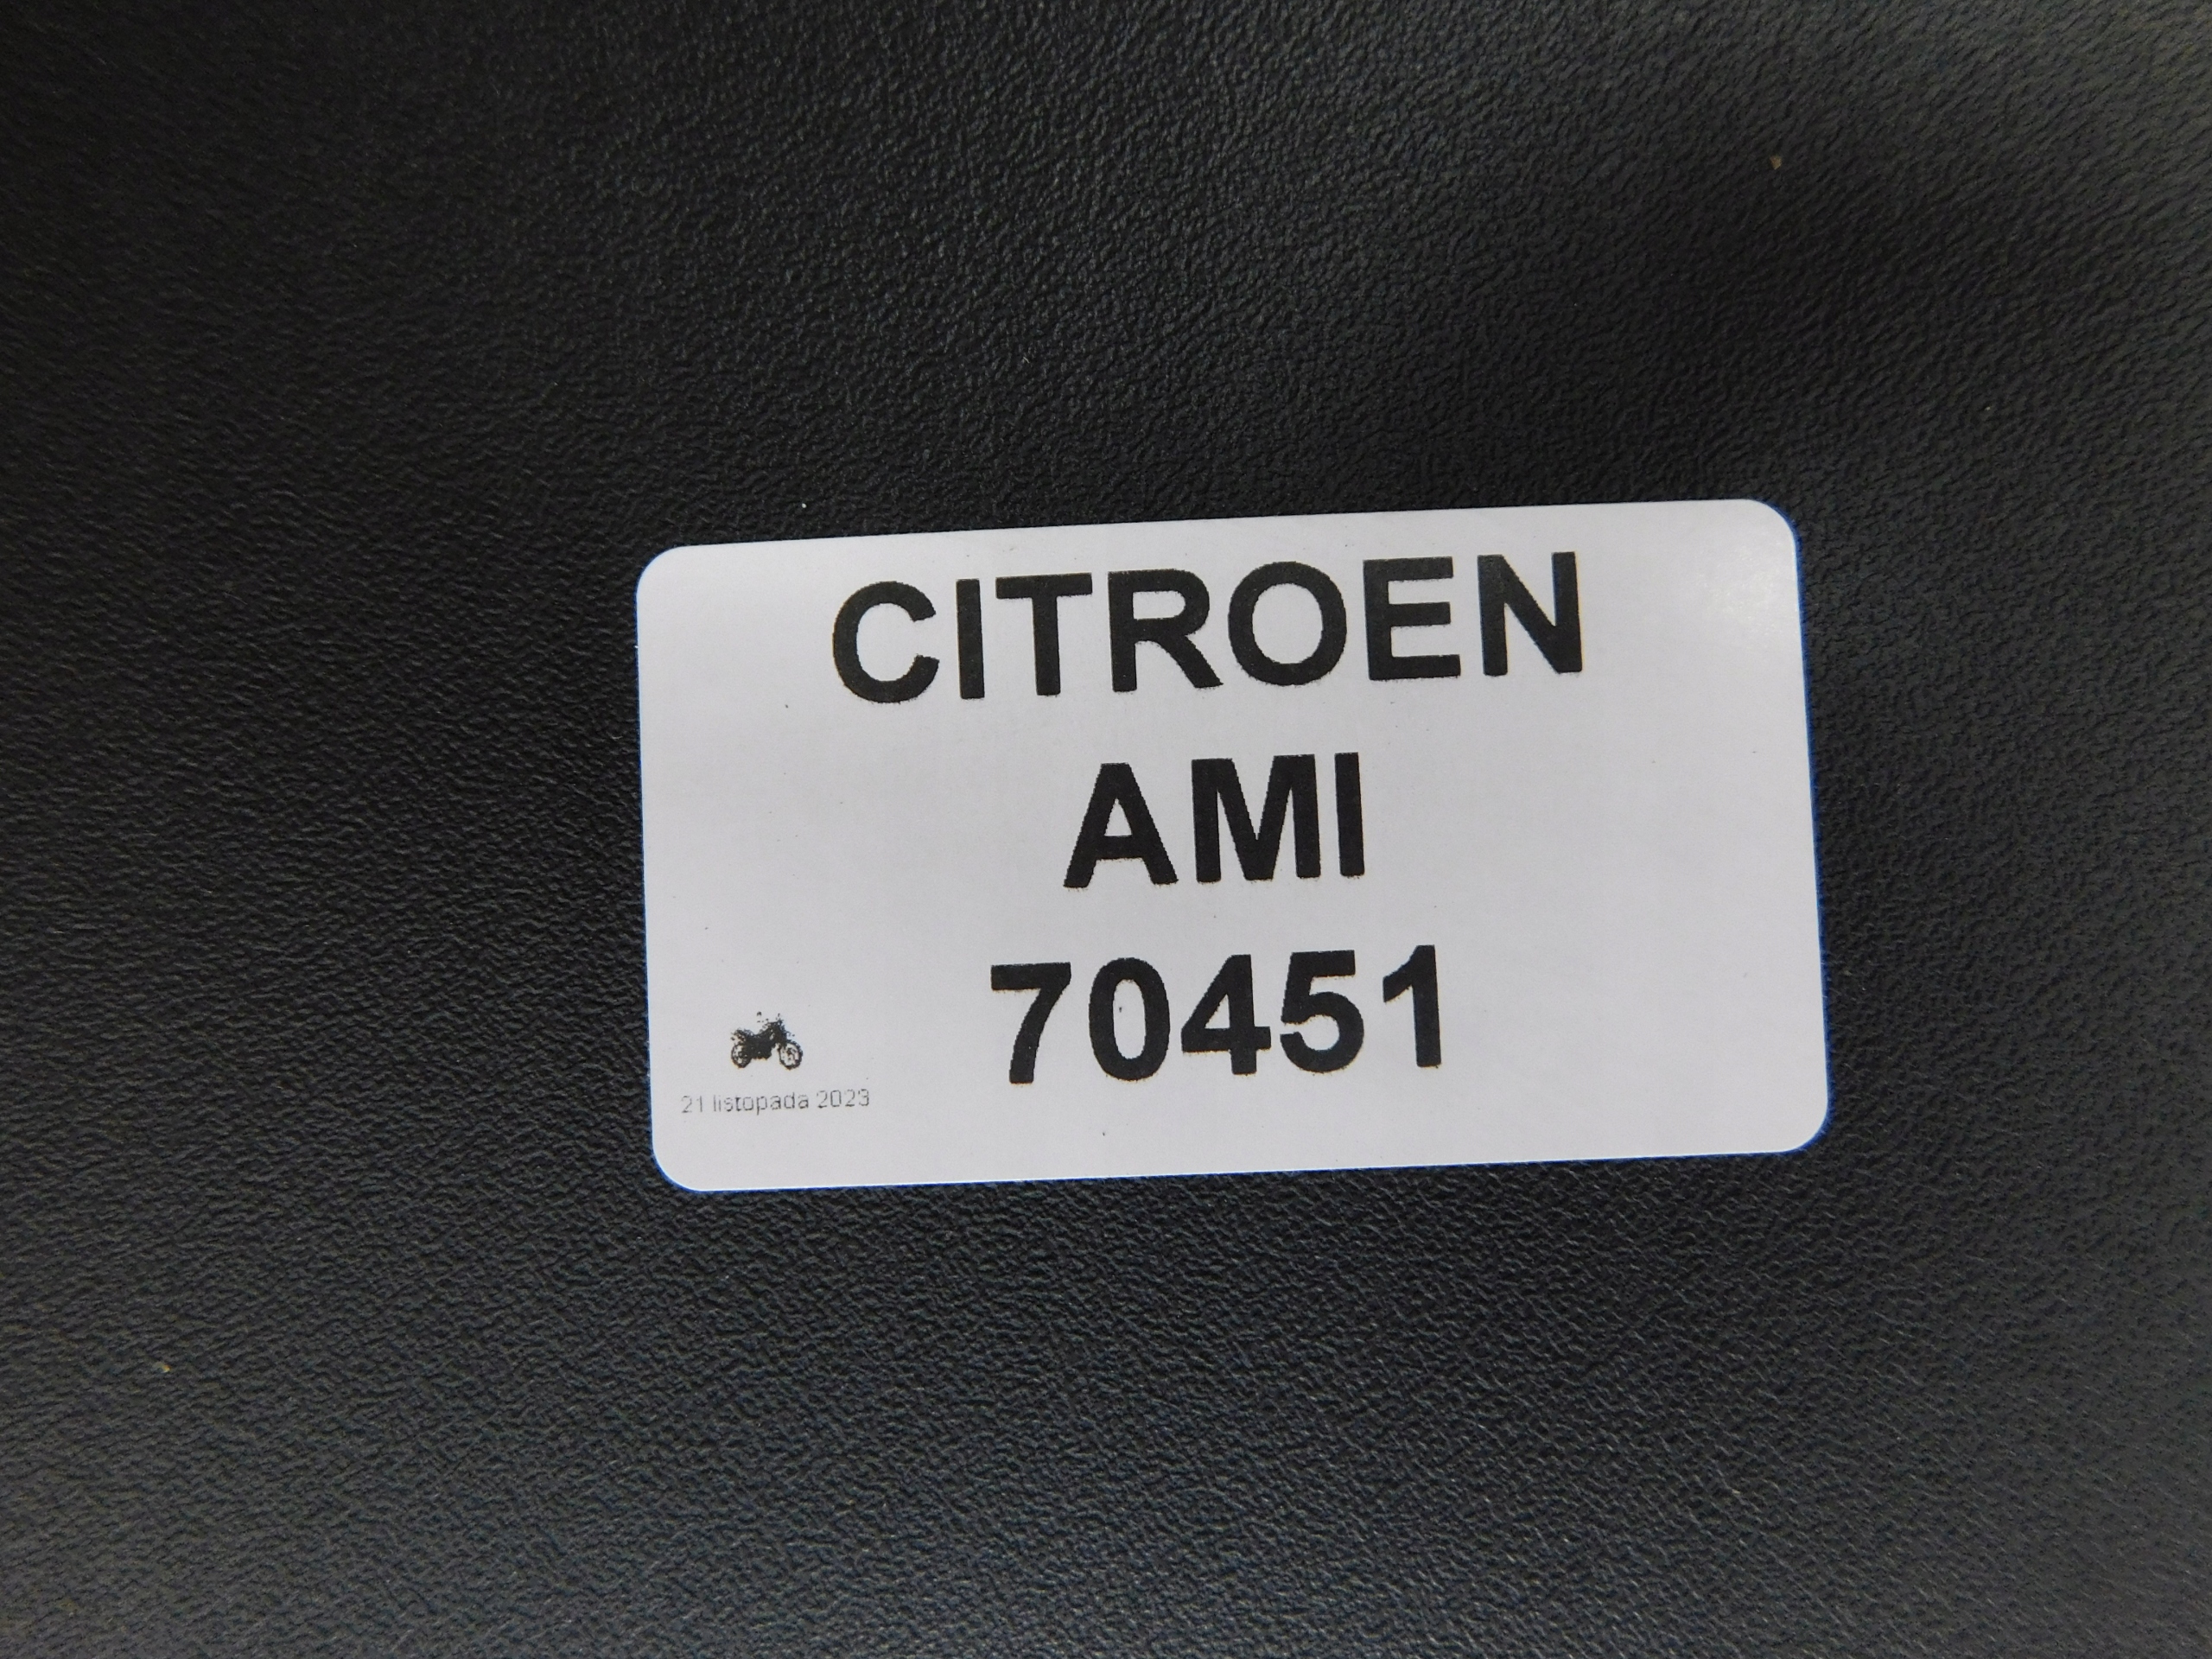 CITROEN
AMI
70451
21 listopada 2023